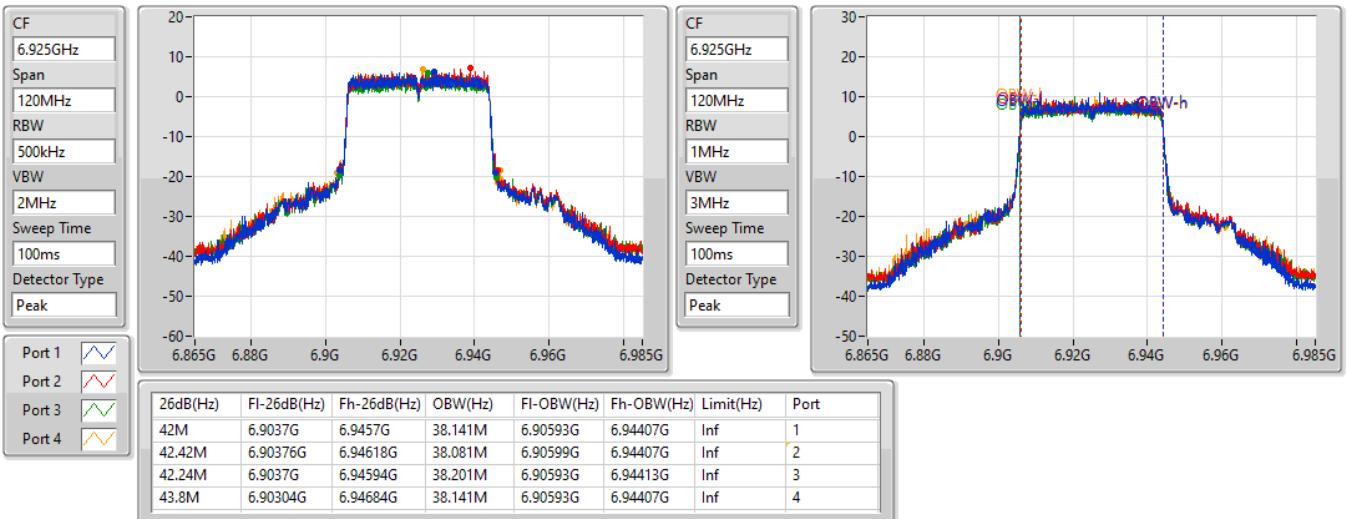 CF
6.925GHz
Span
120MHz
RBW
500kHz
VBW
2MHz
Sweep Time
100ms
Detector Type
Peak
20
10
0
-10
-20
-30
-40
-50
-60
6.865G 6.88G 6.9G 6.92G 6.94G 6.96G 6.985G
CF
6.925GHz
Span
120MHz
RBW
1MHz
VBW
3MHz
Sweep Time
100ms
Detector Type
Peak
30
20
10
0
-10
-20
-30
-40
-50
OBW-h
6.865G 6.88G 6.9G 6.92G 6.94G 6.96G 6.985G
Port 1
Port 2
Port 3
Port 4
26dB(Hz) Fl-26dB(Hz) Fh-26dB(Hz) OBW(Hz) Fl-OBW(Hz) Fh-OBW(Hz) Limit(Hz) Port
42M 6.9037G 6.9457G 38.141M 6.90593G 6.94407G Inf 1
42.42M 6.90376G 6.94618G 38.081M 6.90599G 6.94407G Inf 2
42.24M 6.9037G 6.94594G 38.201M 6.90593G 6.94413G Inf 3
43.8M 6.90304G 6.94684G 38.141M 6.90593G 6.94407G Inf 4